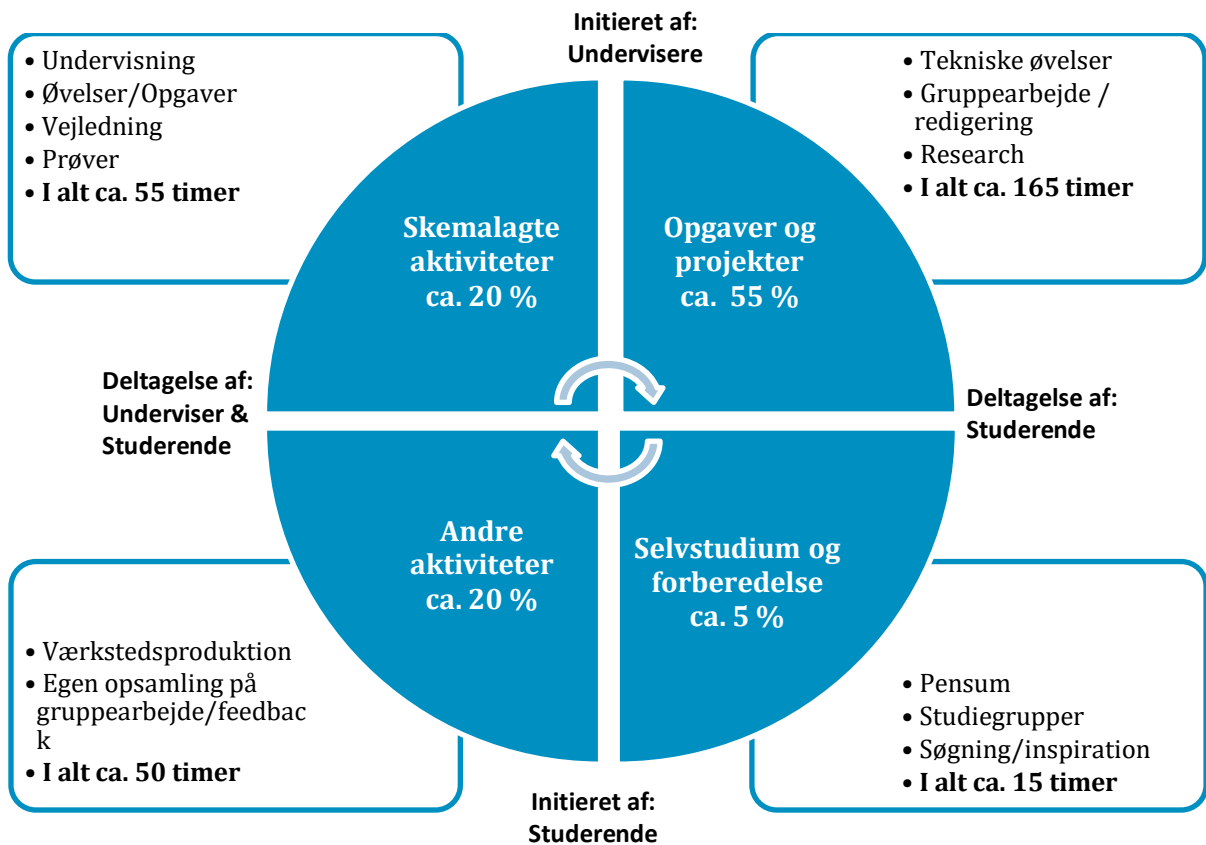 Initieret af:
Undervisere
• Undervisning
• Øvelser/Opgaver
• Vejledning
• Prøver
• I alt ca. 55 timer
• Tekniske øvelser
• Gruppearbejde /
redigering
• Research
• I alt ca. 165 timer
Skemalagte
aktiviteter
ca. 20 %
Opgaver og
projekter
ca. 55 %
Deltagelse af:
Underviser &
Studerende
Deltagelse af:
Studerende
Andre
aktiviteter
ca. 20 %
Selvstudium og
forberedelse
ca. 5 %
• Værkstedsproduktion
• Egen opsamling på
gruppearbejde/feedbac
k
• I alt ca. 50 timer
• Pensum
• Studiegrupper
• Søgning/inspiration
• I alt ca. 15 timer
Initieret af:
Studerende